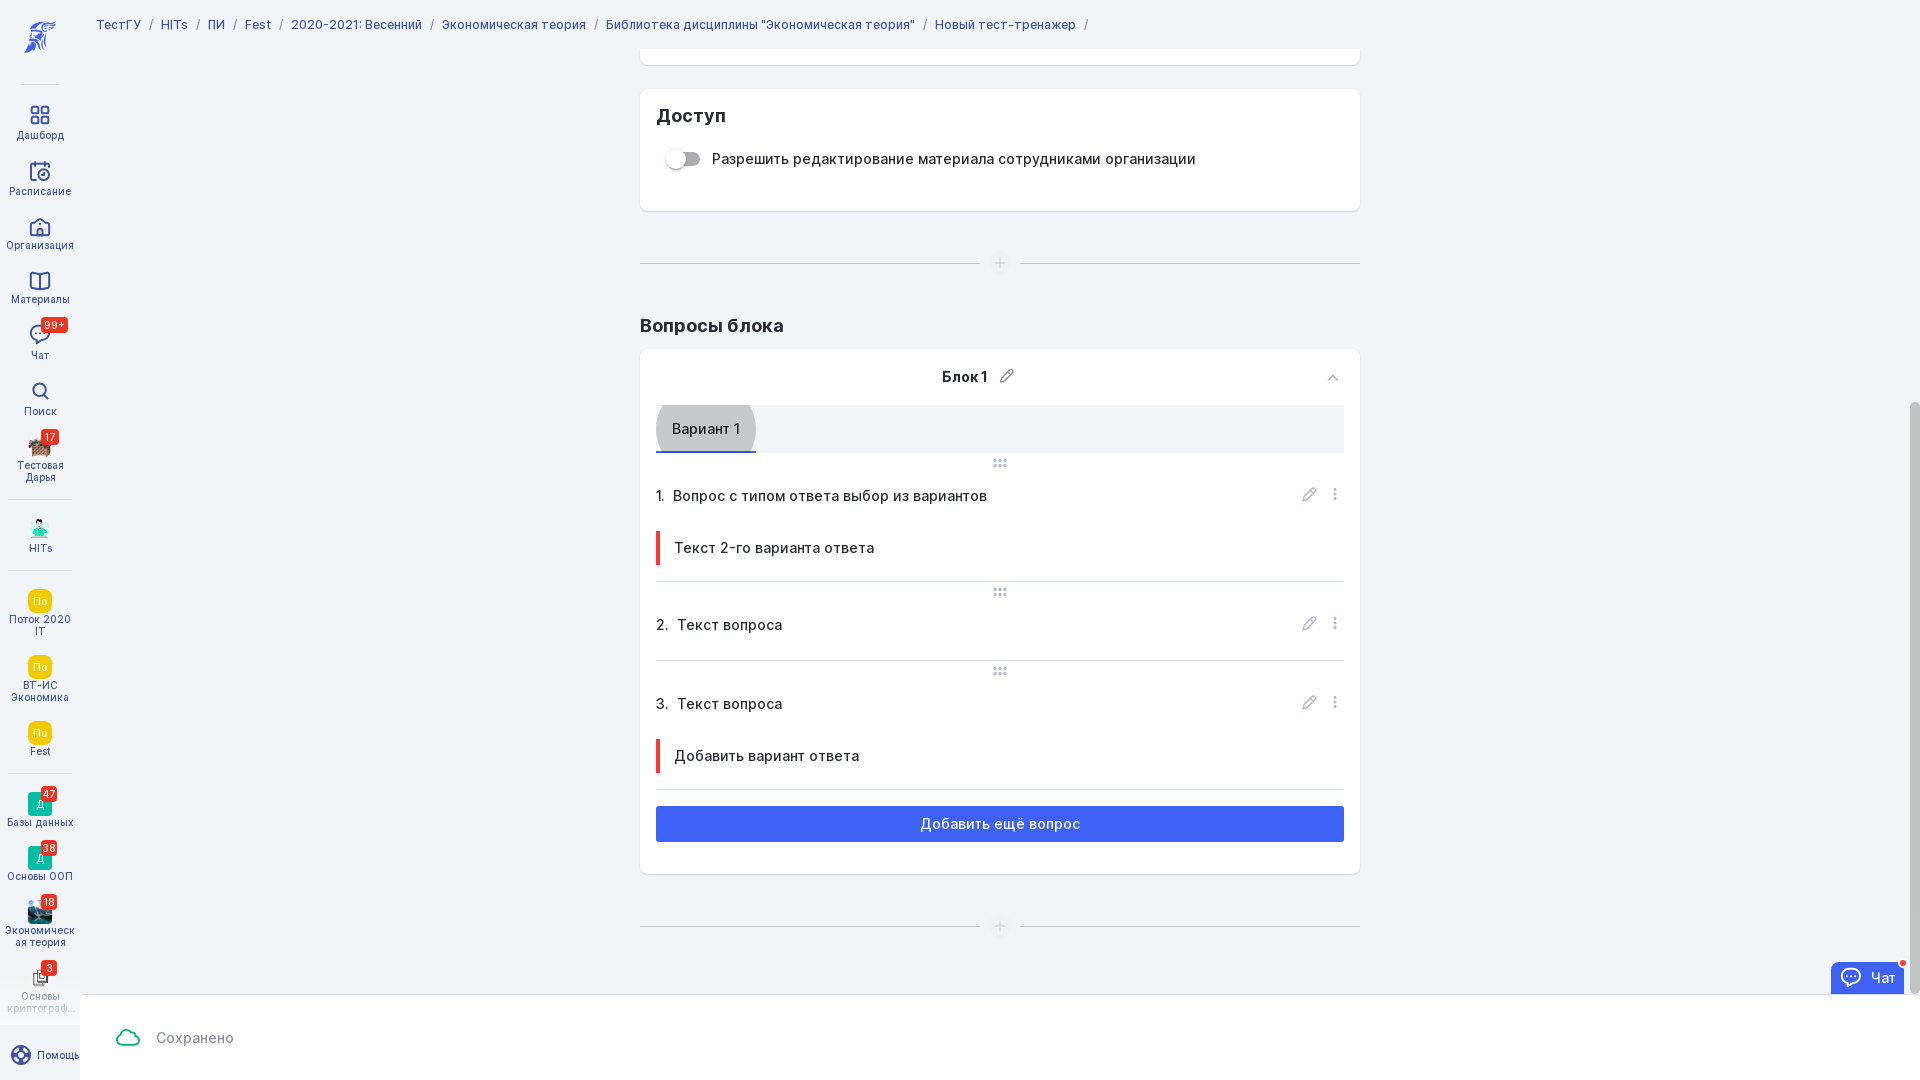 ТестГУ / HITs / ПИ / Fest / 2020-2021: Весенний / Экономическая теория / Библиотека дисциплины "Экономическая теория" / Новый тест-тренажер /
Дашборд
Расписание
Организация
Материалы
99+
Чат
Поиск
17
Тестовая
Дарья
HITs
По
Поток 2020
IT
По
ВТ-ИС
Экономика
По
Fest
47
Д
Базы данных
38
Д
Основы ООП
18
Экономическ
ая теория
3
Основы
криптограф...
Помощь
Доступ
Разрешить редактирование материала сотрудниками организации
Вопросы блока
Блок 1
Вариант 1
1. Вопрос с типом ответа выбор из вариантов
Текст 2-го варианта ответа
2. Текст вопроса
3. Текст вопроса
Добавить вариант ответа
Добавить ещё вопрос
Чат
Сохранено